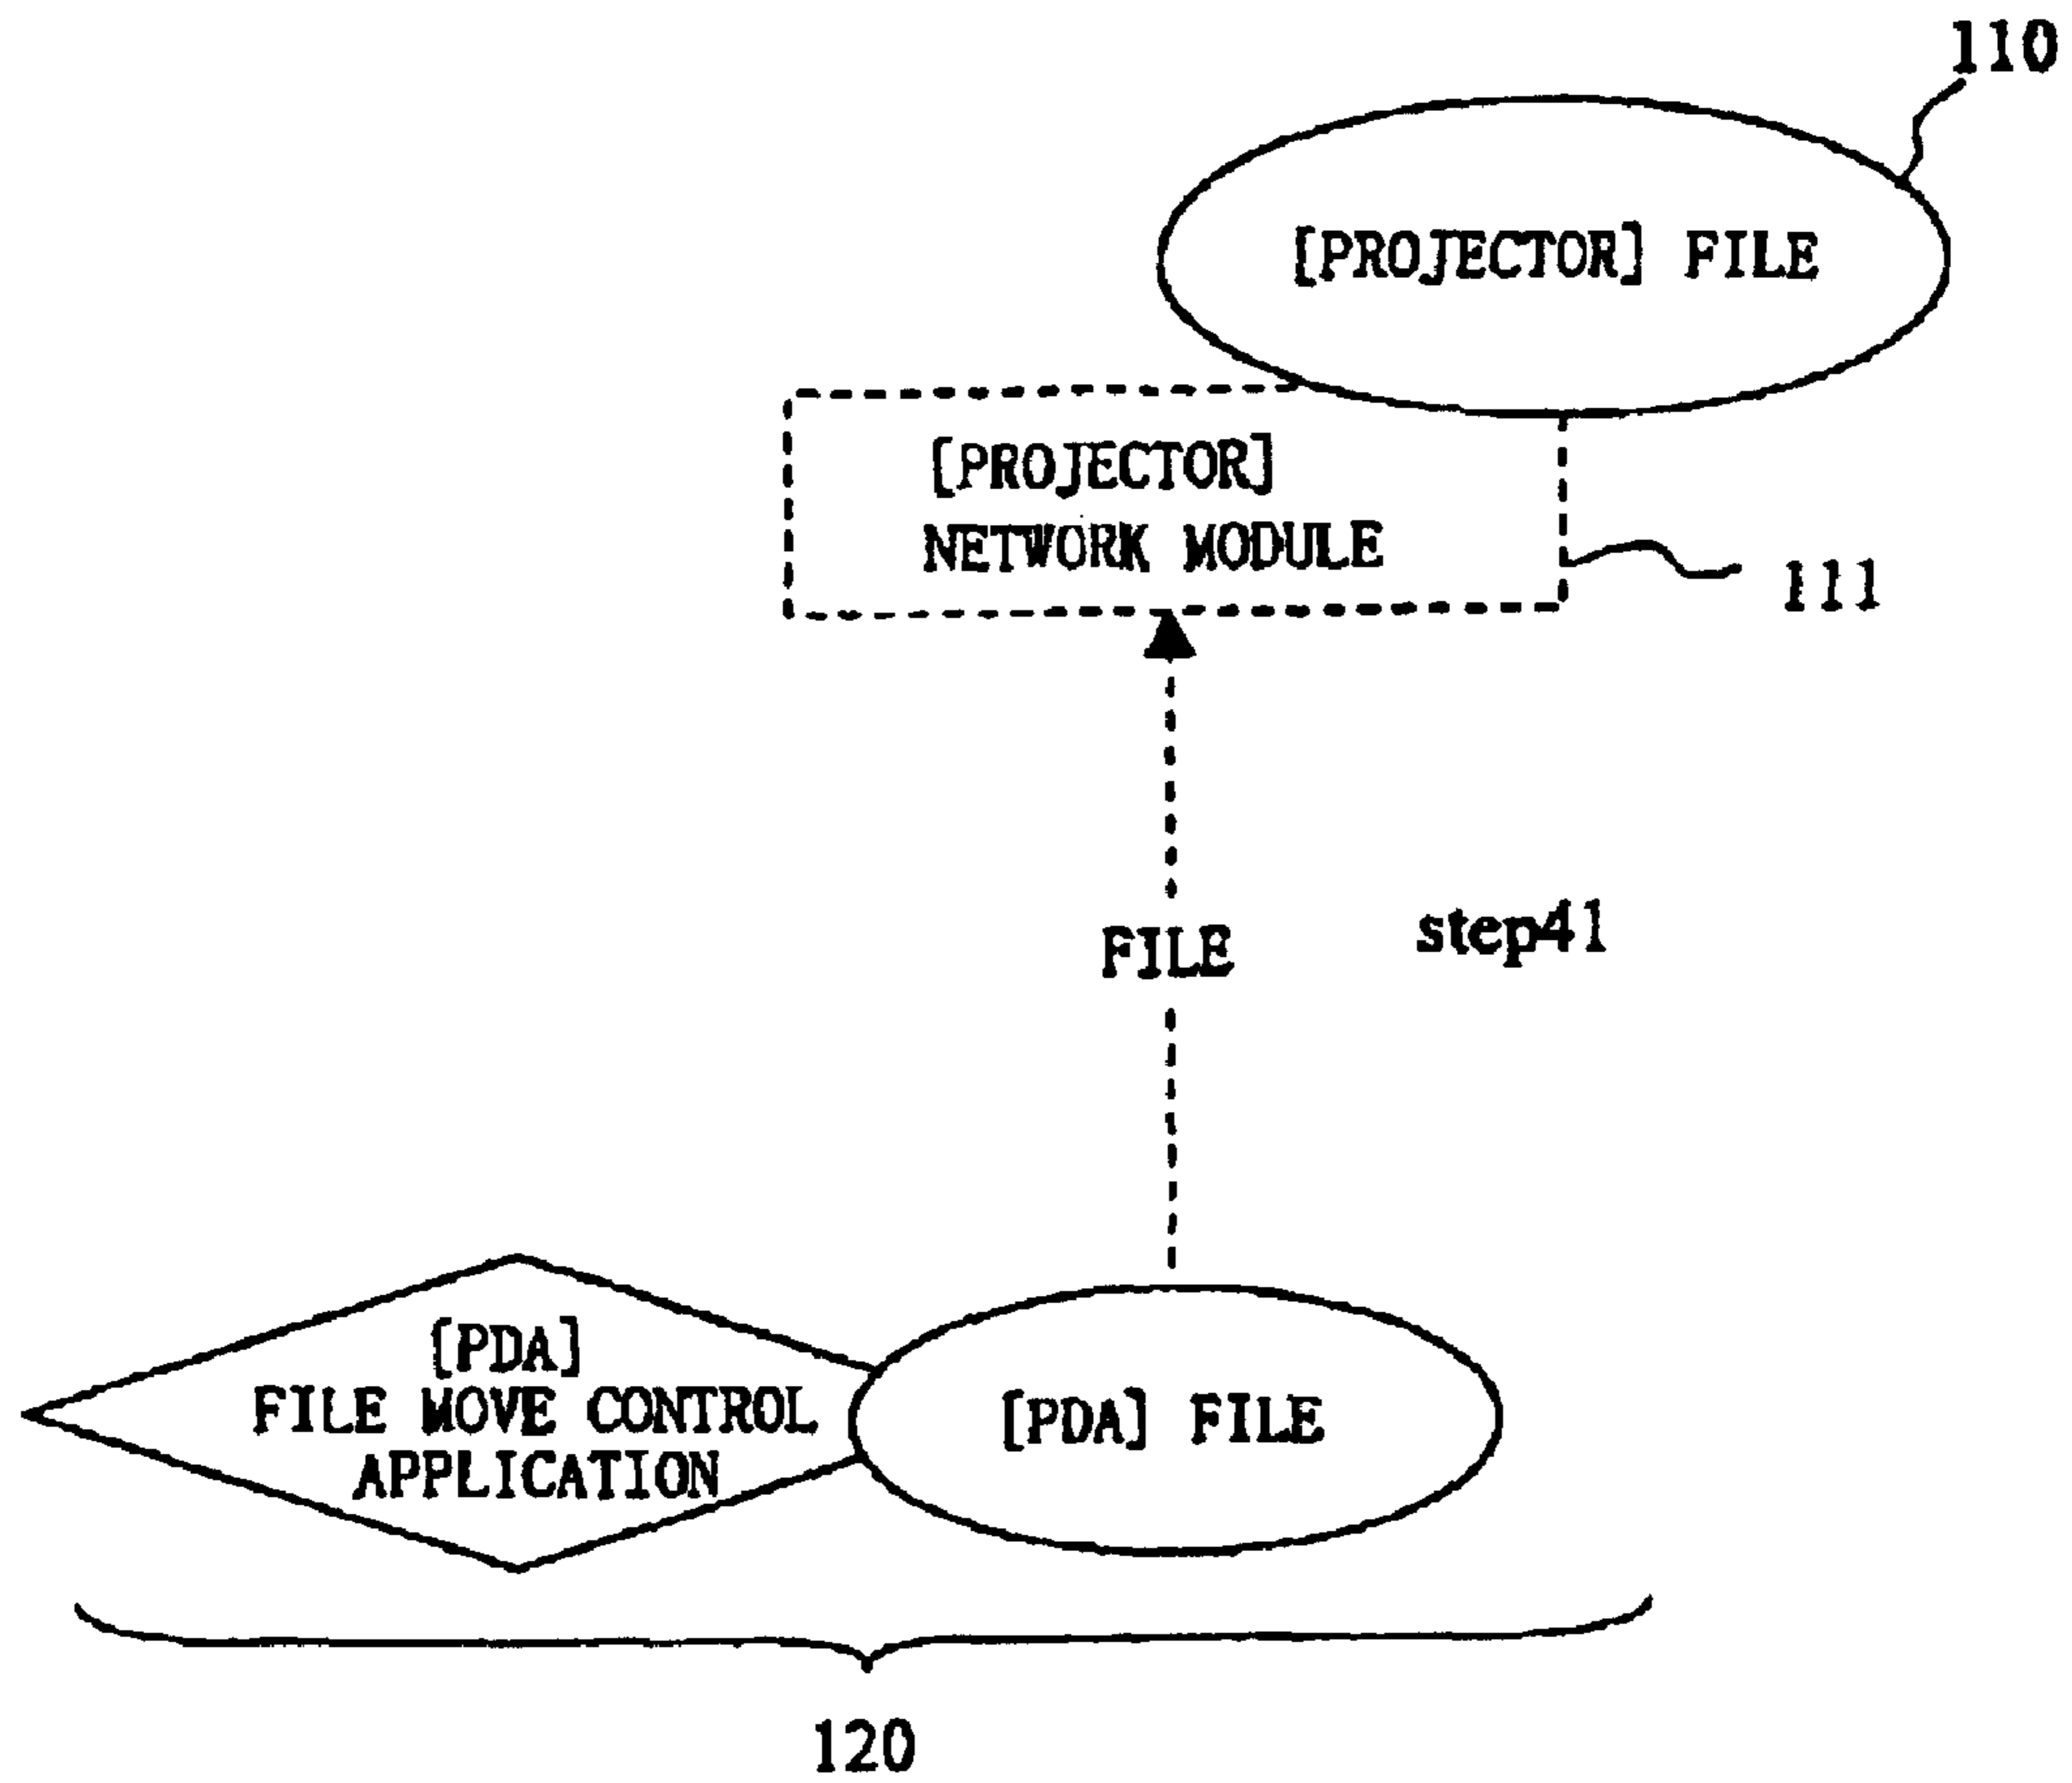 110
[PROJECTOR] FILE
[PROJECTOR]
NETWORK MODULE
111
FILE
step41
[PDA]
FILE MOVE CONTROL
APPLICATION
[PDA] FILE
120